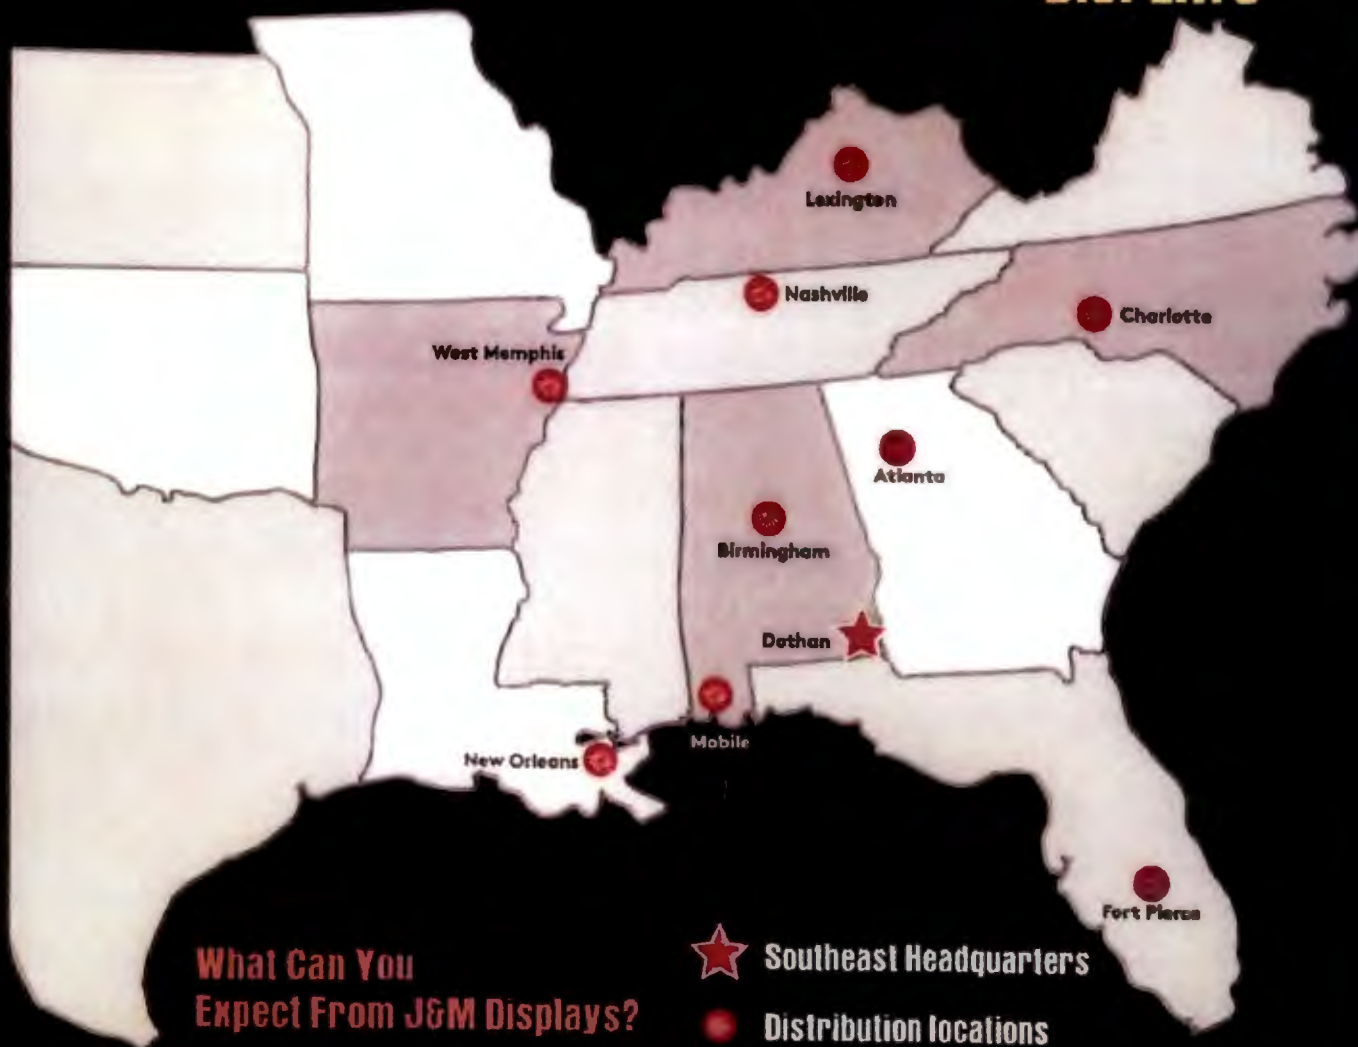 Lexington
Nashville
Charlotte
West Memphis
Atlanta
Birmingham
Dothan
Mobile
New Orleans
Fort Pierce
What Can You
Expect From J&M Displays?
Southeast Headquarters
Distribution locations